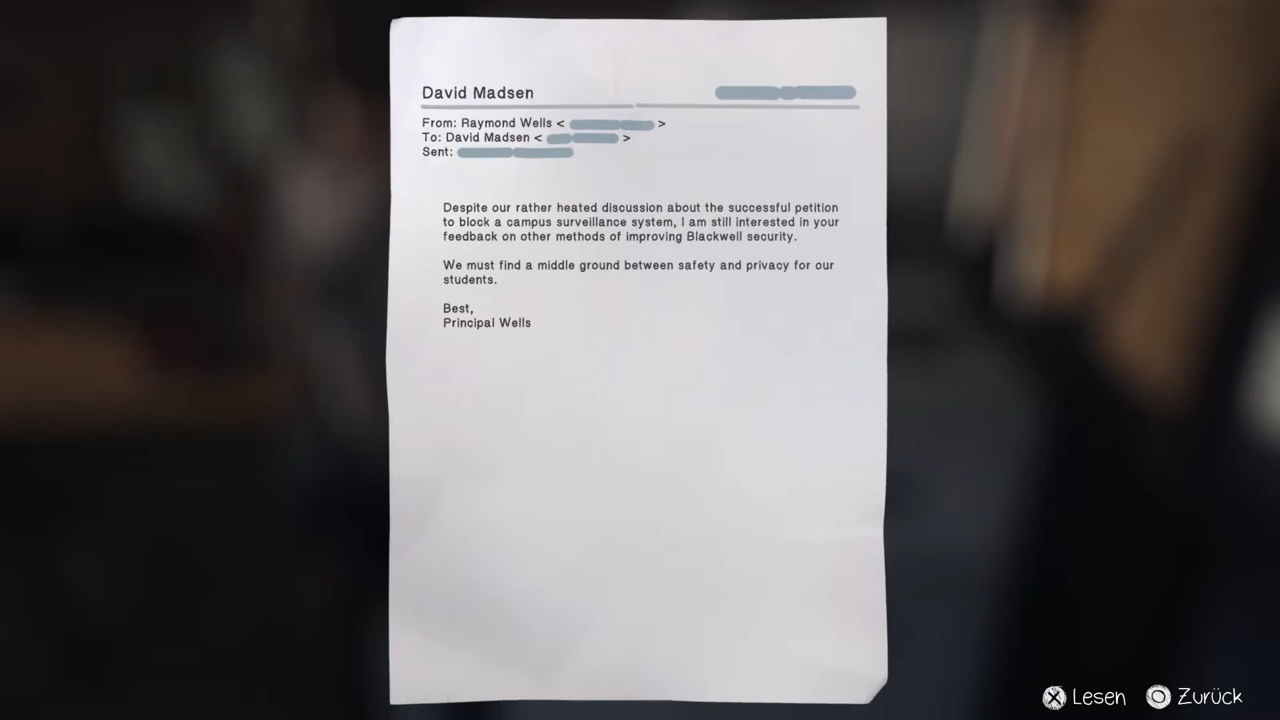 David Madsen
From: Raymond Wells < >
To: David Madsen < >
Sent:
Despite our rather heated discussion about the successful petition
to block a campus surveillance system, I am still interested in your
feedback on other methods of improving Blackwell security.
We must find a middle ground between safety and privacy for our
students.
Best,
Principal Wells
Lesen Zurück